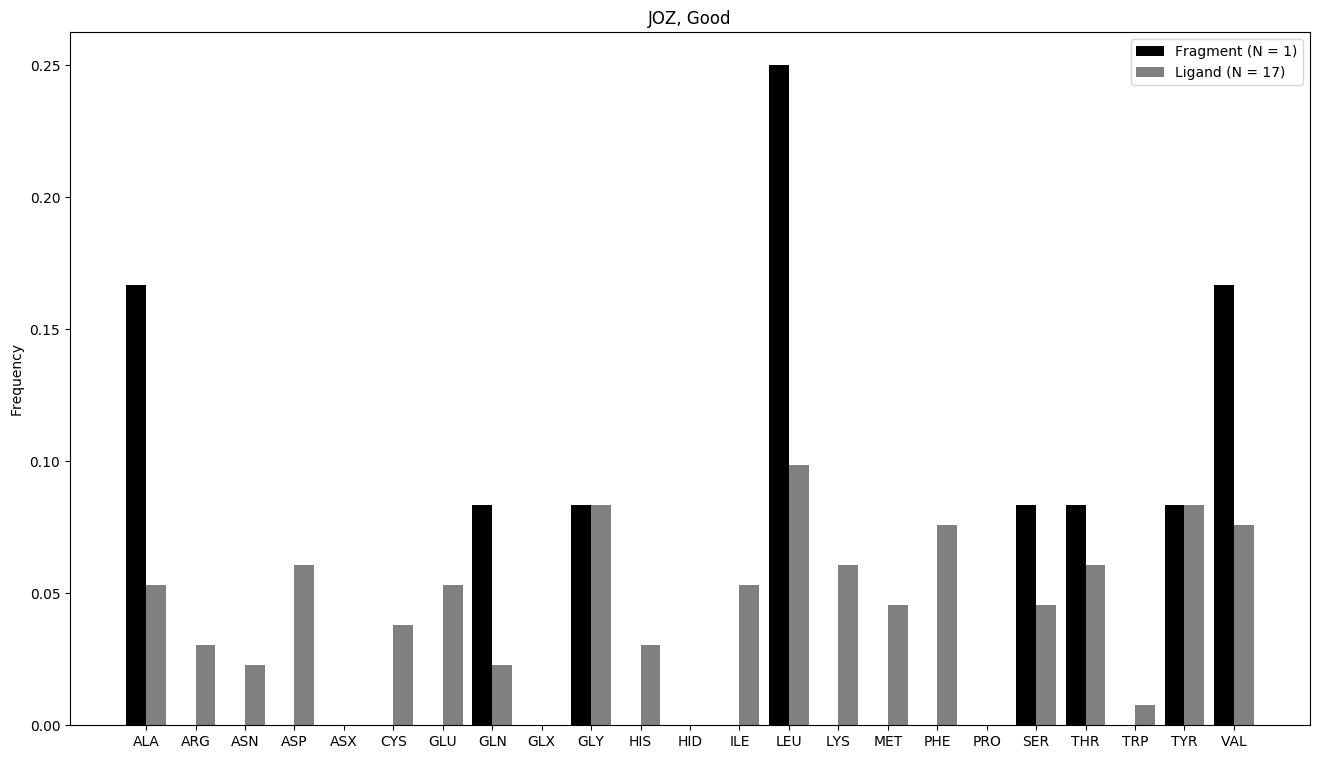 JOZ, Good
Fragment (N = 1)
Ligand (N = 17)
Frequency
0.25
0.20
0.15
0.10
0.05
0.00
ALA ARG ASN ASP ASX CYS GLU GLN GLX GLY HIS HID ILE LEU LYS MET PHE PRO SER THR TRP TYR VAL